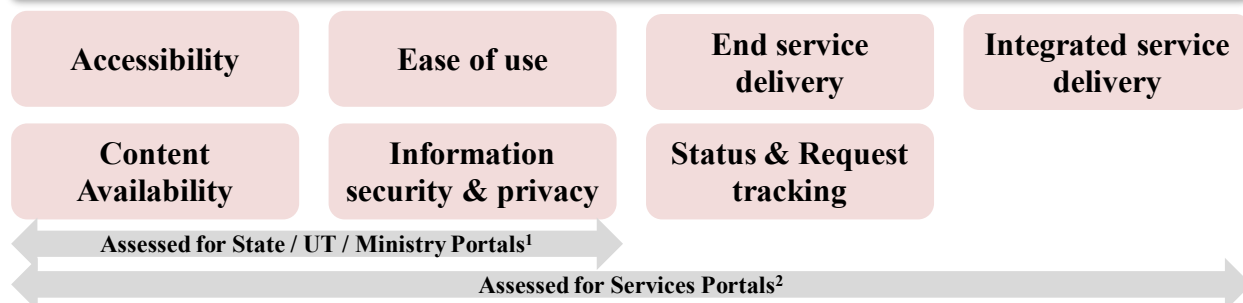 Accessibility
Ease of use
End service
delivery
Integrated service
delivery
Content
Availability
Information
security & privacy
Status & Request
tracking
Assessed for State / UT / Ministry Portals¹
Assessed for Services Portals²